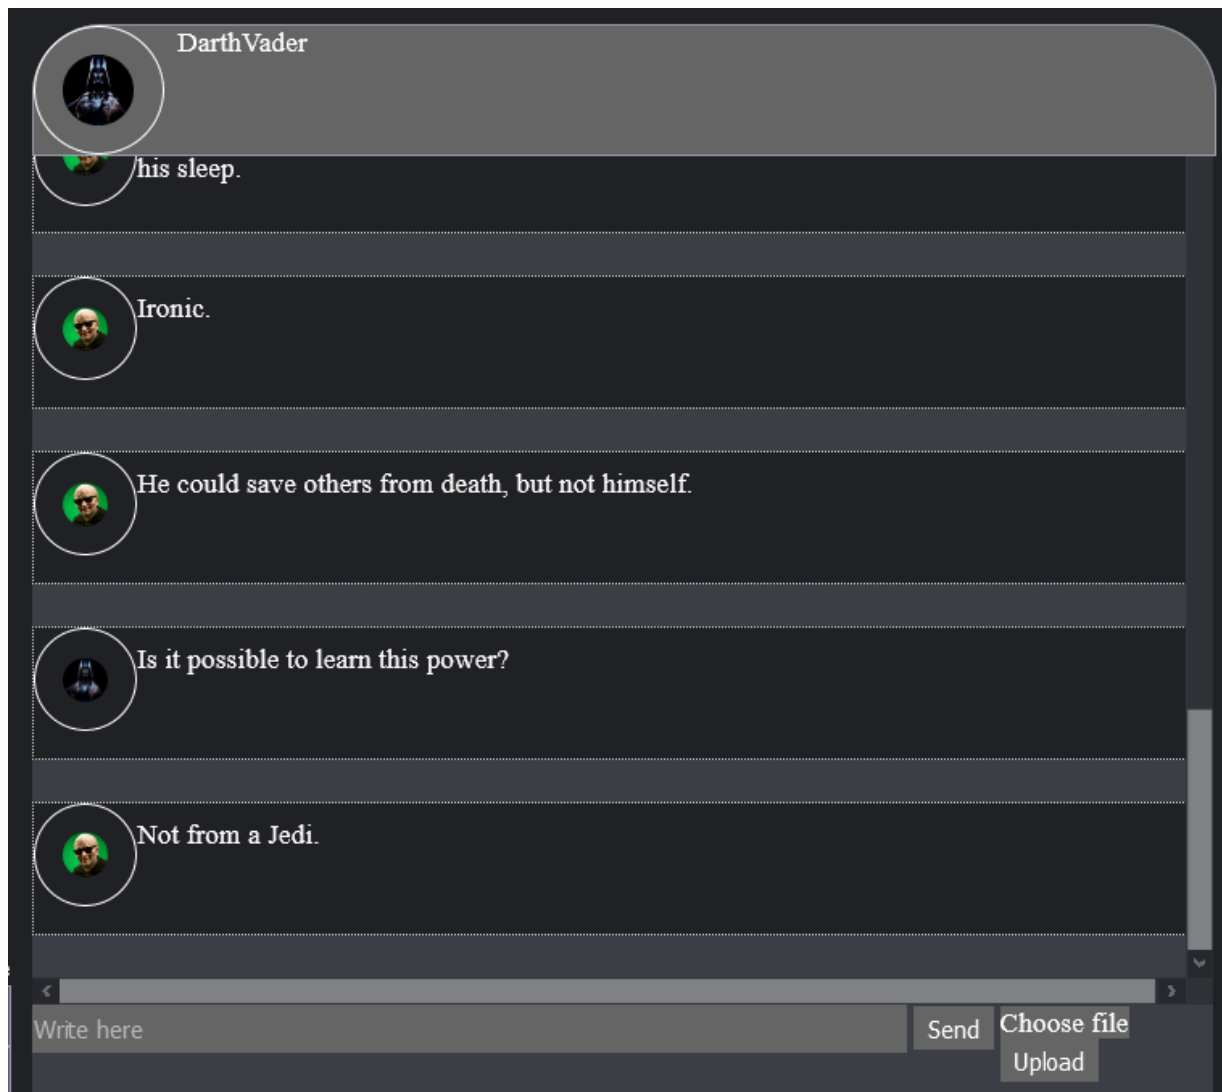 DarthVader
his sleep.
Ironic.
He could save others from death, but not himself.
Is it possible to learn this power?
Not from a Jedi.
Write here
Send
Choose file
Upload